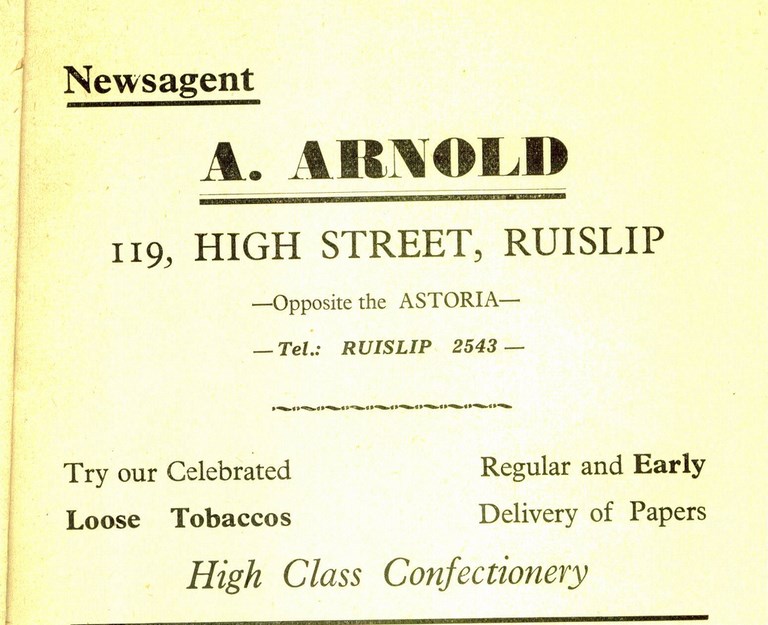 Newsagent
A. ARNOLD
119, HIGH STREET, RUISLIP
—Opposite the ASTORIA—
— Tel.: RUISLIP 2543 —
Try our Celebrated
Loose Tobaccos
Regular and Early
Delivery of Papers
High Class Confectionery